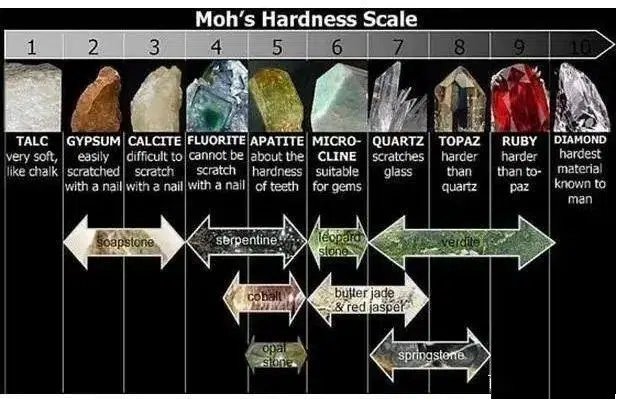 Moh's Hardness Scale
1 2 3 4 5 6 7 8 9 10
TALC
very soft,
like chalk
GYPSUM
easily
scratched
with a nail
CALCITE
difficult to
scratch
with a nail
FLUORITE
cannot be
scratch
with a nail
APATITE
about the
hardness
of teeth
MICRO-
CLINE
suitable
for gems
QUARTZ
scratches
glass
TOPAZ
harder
than
quartz
RUBY
harder
than to-
paz
DIAMOND
hardest
material
known to
man
soapstone
serpentine
leopard
stone
verdite
cobalt
butter jade
& red jasper
opal
stone
springstone